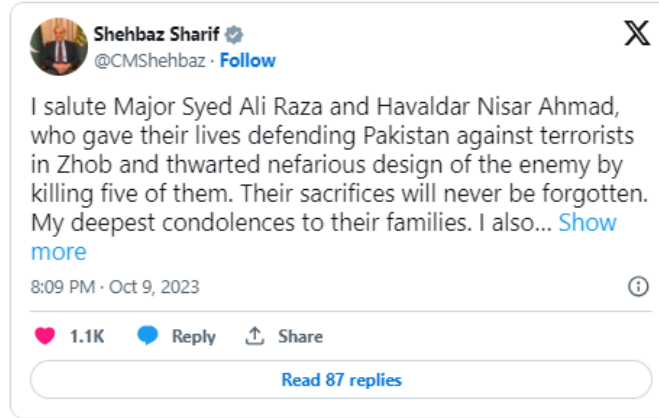 Shehbaz Sharif
@CMShehbaz · Follow
I salute Major Syed Ali Raza and Havaldar Nisar Ahmad,
who gave their lives defending Pakistan against terrorists
in Zhob and thwarted nefarious design of the enemy by
killing five of them. Their sacrifices will never be forgotten.
My deepest condolences to their families. I also... Show
more
8:09 PM · Oct 9, 2023
1.1K Reply Share
Read 87 replies